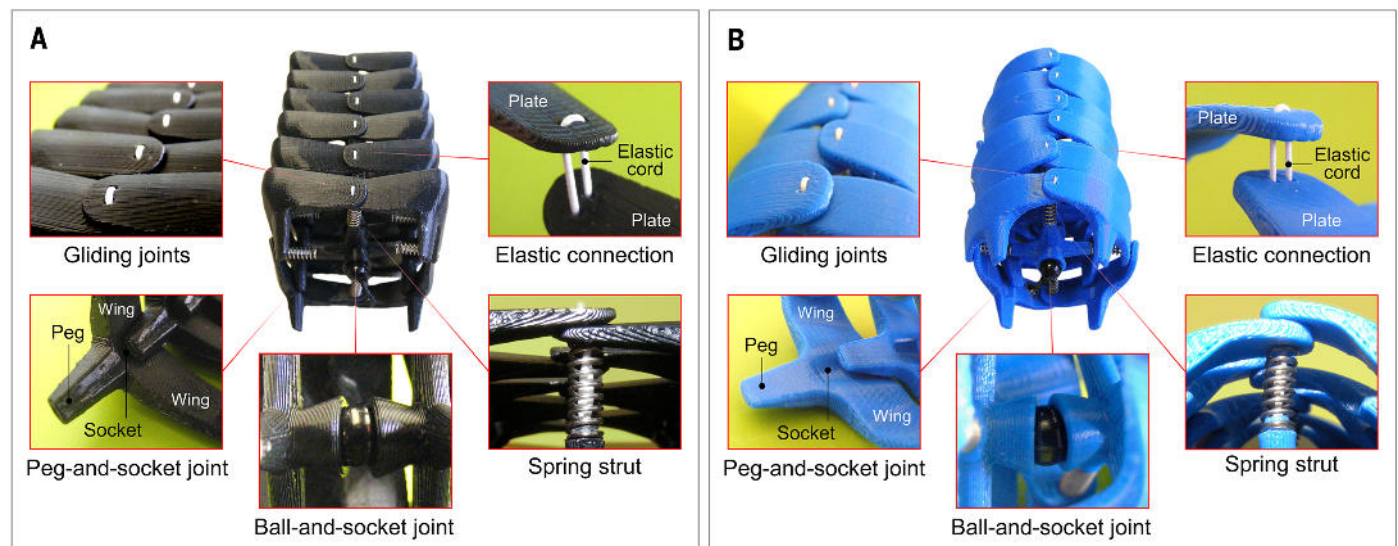 A
Plate
Elastic
cord
Plate
Gliding joints
Elastic connection
Wing
Peg
Wing
Socket
Peg-and-socket joint
Ball-and-socket joint
Spring strut
B
Plate
Elastic
cord
Plate
Gliding joints
Elastic connection
Wing
Peg
Wing
Socket
Peg-and-socket joint
Ball-and-socket joint
Spring strut